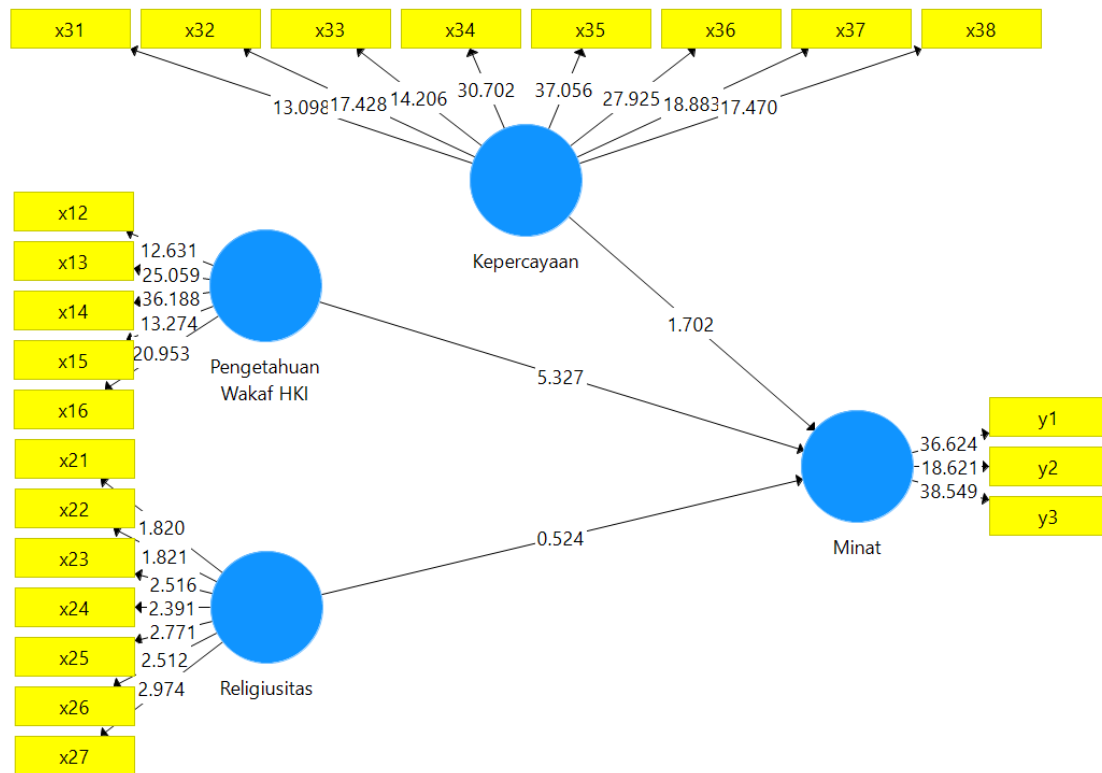 x31
x32
x33
x34
x35
x36
x37
x38
13.098
17.428
14.206
30.702
37.056
27.925
18.883
17.470
Kepercayaan
x12
x13
x14
x15
x16
12.631
25.059
36.188
13.274
20.953
Pengetahuan
Wakaf HKI
1.702
5.327
0.524
x21
x22
x23
x24
x25
x26
x27
1.820
1.821
2.516
2.391
2.771
2.512
2.974
Religiusitas
Minat
36.624
18.621
38.549
y1
y2
y3